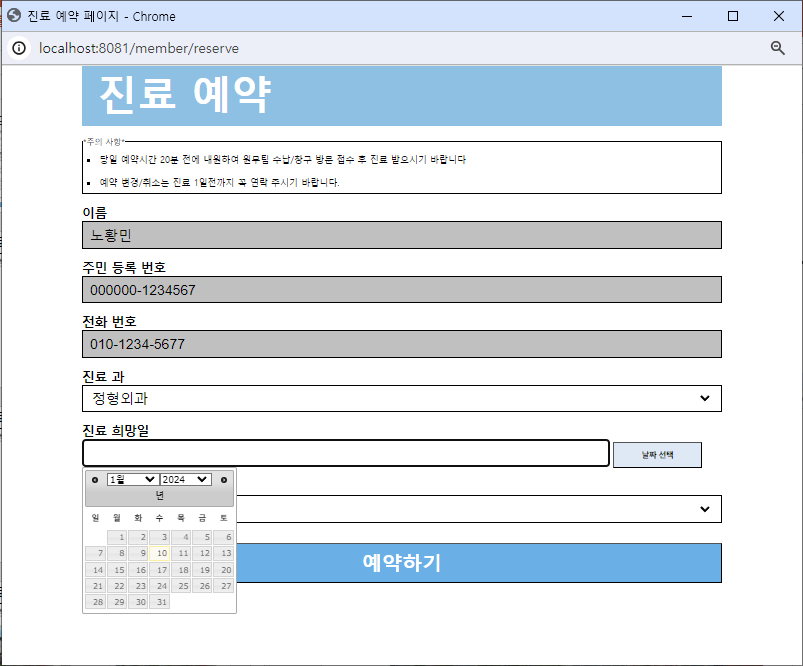 진료 예약 페이지 - Chrome
localhost:8081/member/reserve
진료 예약
*주의 사항*
당일 예약시간 20분 전에 내원하여 원무팀 수납/창구 방문 접수 후 진료 받으시기 바랍니다
예약 변경/취소는 진료 1일전까지 꼭 연락 주시기 바랍니다.
이름
노황민
주민 등록 번호
000000-1234567
전화 번호
010-1234-5677
진료 과
정형외과
진료 희망일
날짜 선택
1월 2024
년
일 월 화 수 목 금 토
1 2 3 4 5 6
7 8 9 10 11 12 13
14 15 16 17 18 19 20
21 22 23 24 25 26 27
28 29 30 31
예약하기